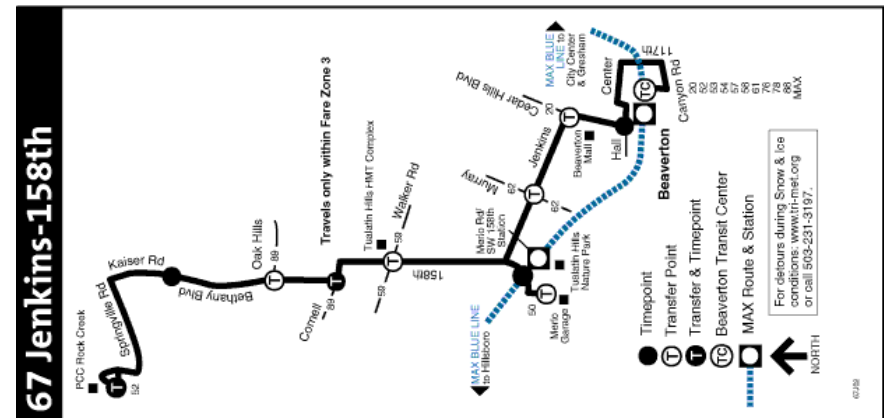 67 Jenkins-158th
PCC Rock Creek
T
52
Springville Rd
Kaiser Rd
Bethany Blvd
Oak Hills
89
T
Cornell
89
T
Travels only within Fare Zone 3
Tualatin Hills HMT Complex
Walker Rd
59
T
59
158th
MAX BLUE LINE
to Hillsboro
Merlo Rd/
SW 158th
Station
50
T
Merlo
Garage
Tualatin Hills
Nature Park
Murray
62
T
62
Jenkins
Cedar Hills Blvd
20
T
Beaverton
Mall
MAX BLUE
LINE to
City Center
& Gresham
Center
117th
Hall
TC
Canyon Rd
Beaverton
20
52
53
54
57
58
61
76
78
88
MAX
Timepoint
T Transfer Point
T Transfer & Timepoint
TC Beaverton Transit Center
MAX Route & Station
NORTH
For detours during Snow & Ice
conditions: www.tri-met.org
or call 503-231-3197.